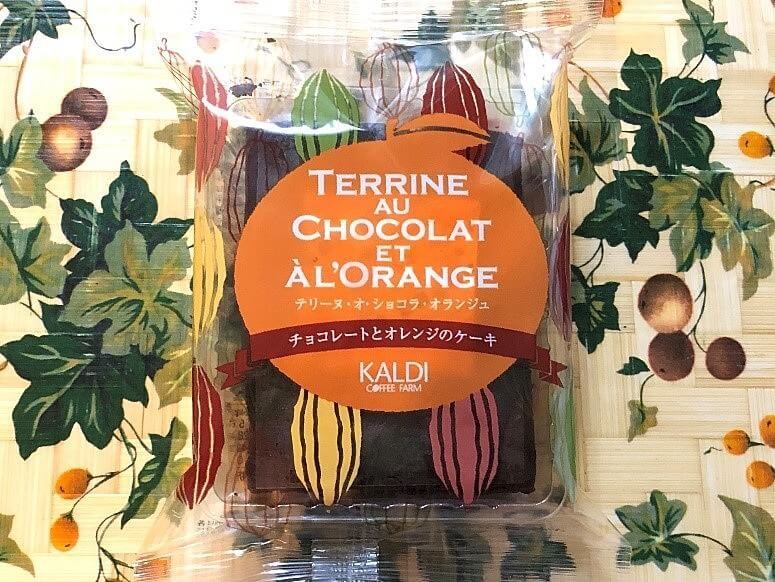 TERRINE
AU
CHOCOLAT
ET
À L'ORANGE
テリーヌ・オ・ショコラ・オランジュ
チョコレートとオレンジのケーキ
KALDI
COFFEE FARM